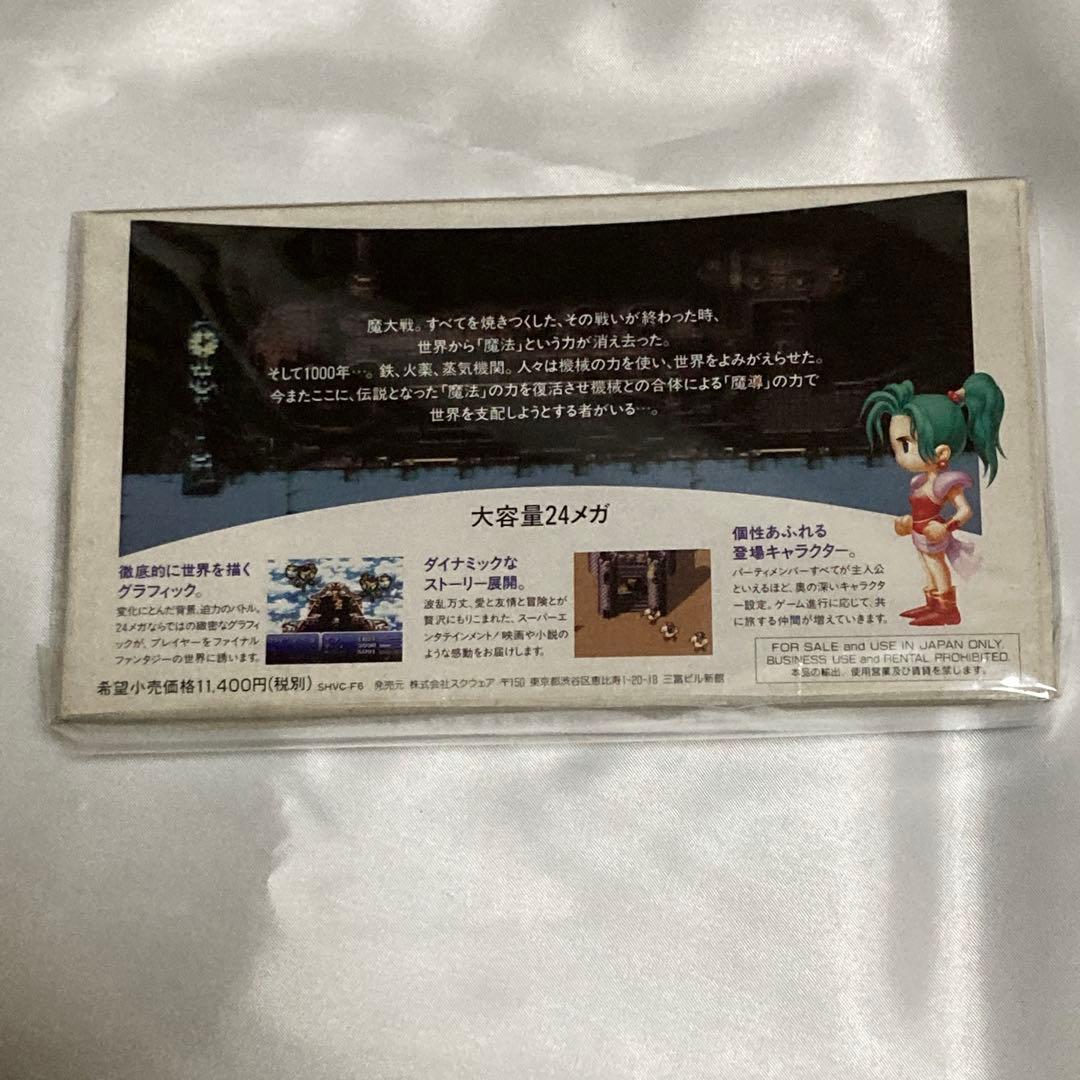 魔大戦。すべてを焼きつくした、その戦いが終わった時、
世界から「魔法」という力が消え去った。
そして1000年…。鉄、火薬、蒸気機関。人々は機械の力を使い、世界をよみがえらせた。
今またここに、伝説となった「魔法」の力を復活させ機械との合体による「魔導」の力で
世界を支配しようとする者がいる…。
大容量24メガ
徹底的に世界を描く
グラフィック。
変化にとんだ背景、迫力のバトル。
24メガならではの緻密なグラフィ
ックが、プレイヤーをファイナル
ファンタジーの世界に誘います。
ダイナミックな
ストーリー展開。
波乱万丈、愛と友情と冒険とが
贅沢にもりこまれた、スーパーエ
ンタテインメント!映画や小説の
ような感動をお届けします。
個性あふれる
登場キャラクター。
パーティメンバーすべてが主人公
といえるほど、奥の深いキャラクタ
ー設定。ゲーム進行に応じて、共
に旅する仲間が増えていきます。
FOR SALE and USE IN JAPAN ONLY.
BUSINESS USE and RENTAL PROHIBITED.
本品の輸出、使用営業及び賃貸を禁じます。
希望小売価格11,400円(税別) SHVC-F6 発売元 株式会社スクウェア 〒150 東京都渋谷区恵比寿1-20-18 三富ビル新館